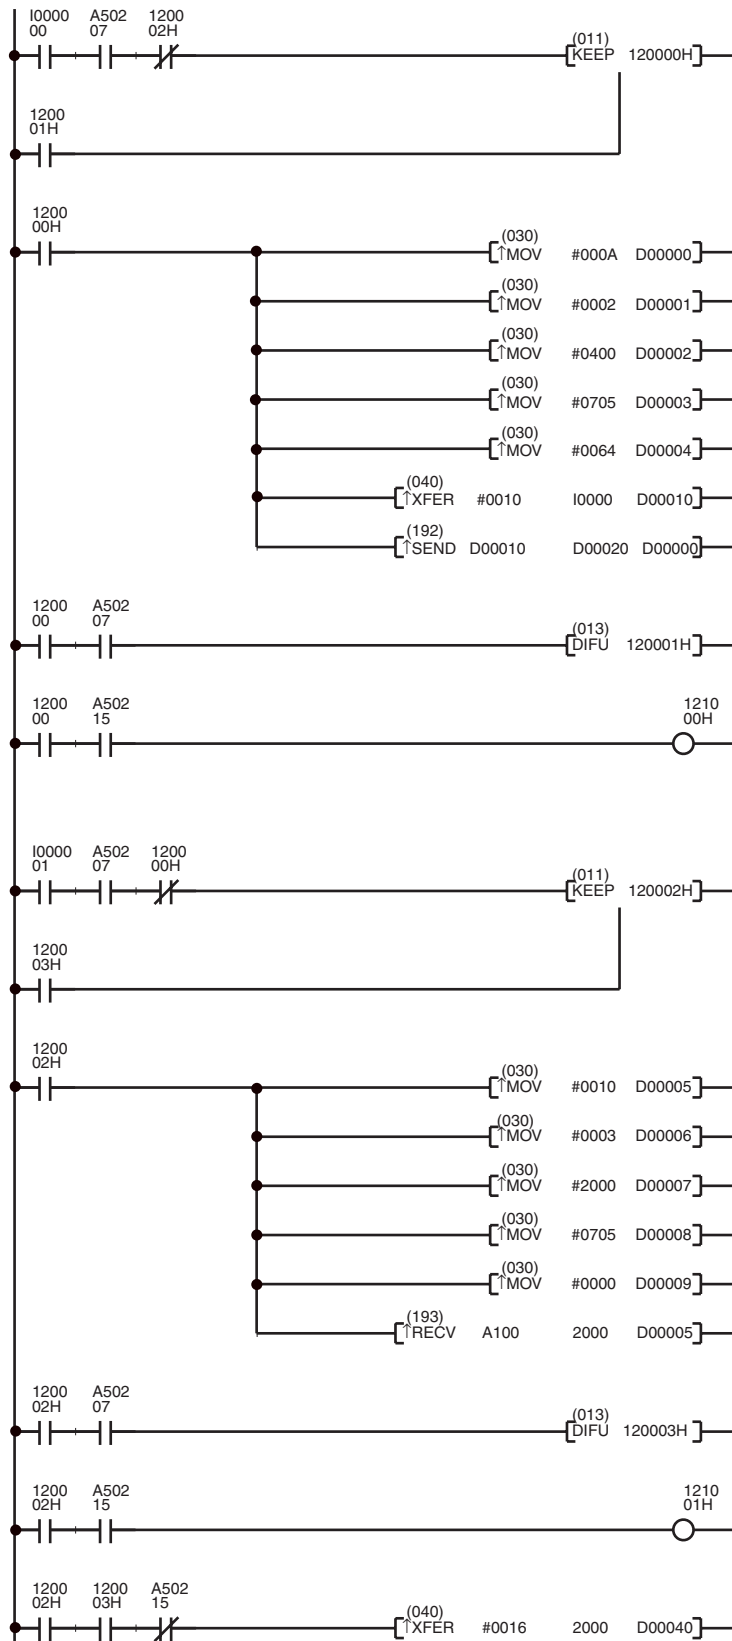 I0000 A502 1200
00 07 02H
(011)
KEEP 120000H
1200
01H
1200
00H
(030)
↑MOV #000A D00000
(030)
↑MOV #0002 D00001
(030)
↑MOV #0400 D00002
(030)
↑MOV #0705 D00003
(030)
↑MOV #0064 D00004
(040)
↑XFER #0010 I0000 D00010
(192)
↑SEND D00010 D00020 D00000
1200 A502
00 07
(013)
DIFU 120001H
1200 A502
00 15
1210
00H
I0000 A502 1200
01 07 00H
(011)
KEEP 120002H
1200
03H
1200
02H
(030)
↑MOV #0010 D00005
(030)
↑MOV #0003 D00006
(030)
↑MOV #2000 D00007
(030)
↑MOV #0705 D00008
(030)
↑MOV #0000 D00009
(193)
↑RECV A100 2000 D00005
1200 A502
02H 07
(013)
DIFU 120003H
1200 A502
02H 15
1210
01H
1200 1200 A502
02H 03H 15
(040)
↑XFER #0016 2000 D00040